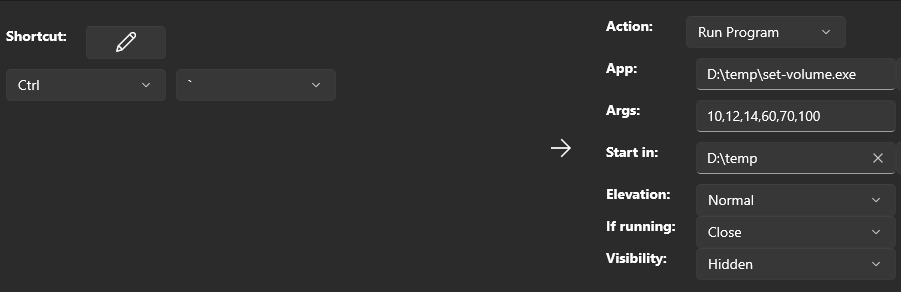 Shortcut:
Ctrl
`
Action:
Run Program
App:
D:\temp\set-volume.exe
Args:
10,12,14,60,70,100
Start in:
D:\temp
Elevation:
Normal
If running:
Close
Visibility:
Hidden